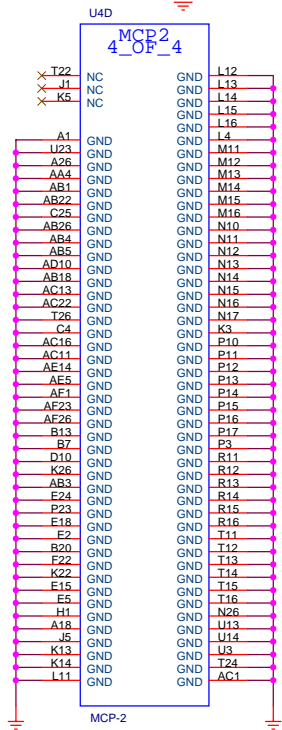 U4D
MCP2
4_OF_4
T22 NC GND L12
J1 NC GND L13
K5 NC GND L14
GND L15
GND L16
A1 GND GND L4
U23 GND GND M11
A26 GND GND M12
AA4 GND GND M13
AB1 GND GND M14
AB22 GND GND M15
C25 GND GND M16
AB26 GND GND N10
AB4 GND GND N11
AB5 GND GND N12
AD10 GND GND N13
AB18 GND GND N14
AC13 GND GND N15
AC22 GND GND N16
T26 GND GND N17
C4 GND GND K3
AC16 GND GND P10
AC11 GND GND P11
AE14 GND GND P12
AE5 GND GND P13
AF1 GND GND P14
AF23 GND GND P15
AF26 GND GND P16
B13 GND GND P17
B7 GND GND P3
D10 GND GND R11
K26 GND GND R12
AB3 GND GND R13
E24 GND GND R14
P23 GND GND R15
E18 GND GND R16
E2 GND GND T11
B20 GND GND T12
F22 GND GND T13
K22 GND GND T14
E15 GND GND T15
E5 GND GND T16
H1 GND GND N26
A18 GND GND U13
J5 GND GND U14
K13 GND GND U3
K14 GND GND T24
L11 GND GND AC1
MCP-2